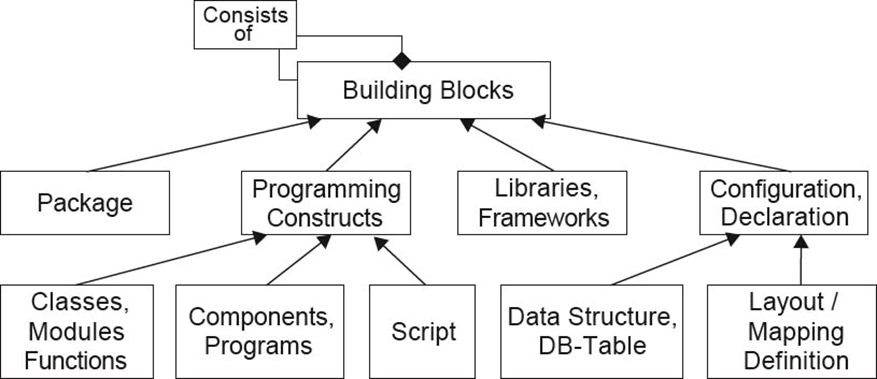 Consists
of
Building Blocks
Package
Programming
Constructs
Libraries,
Frameworks
Configuration,
Declaration
Classes,
Modules
Functions
Components,
Programs
Script
Data Structure,
DB-Table
Layout /
Mapping
Definition